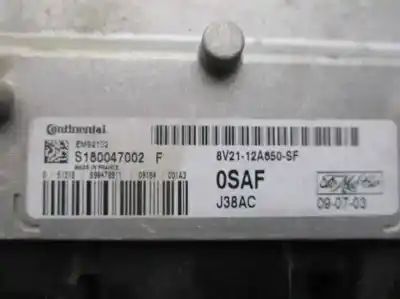 Continental
EMS2102
S180047002 F
MADE IN FRANCE
8V21-12A650-SF
0SAF
J38AC
09-07-03